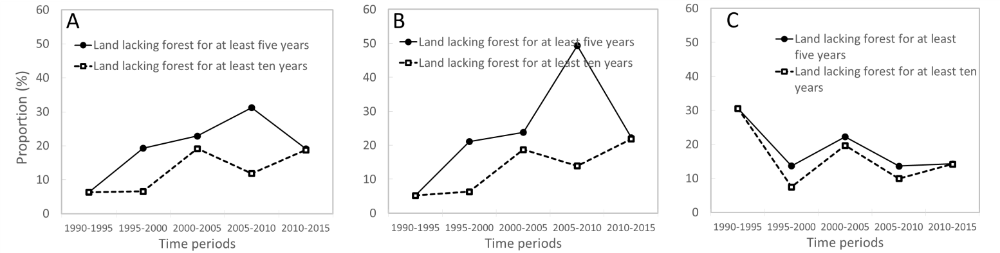 A
60
50
40
30
20
10
0
Proportion (%)
Land lacking forest for at least five years
Land lacking forest for at least ten years
1990-1995 1995-2000 2000-2005 2005-2010 2010-2015
Time periods
B
60
50
40
30
20
10
0
Land lacking forest for at least five years
Land lacking forest for at least ten years
1990-1995 1995-2000 2000-2005 2005-2010 2010-2015
Time periods
C
60
50
40
30
20
10
0
Land lacking forest for at least
five years
Land lacking forest for at least ten
years
1990-1995 1995-2000 2000-2005 2005-2010 2010-2015
Time periods